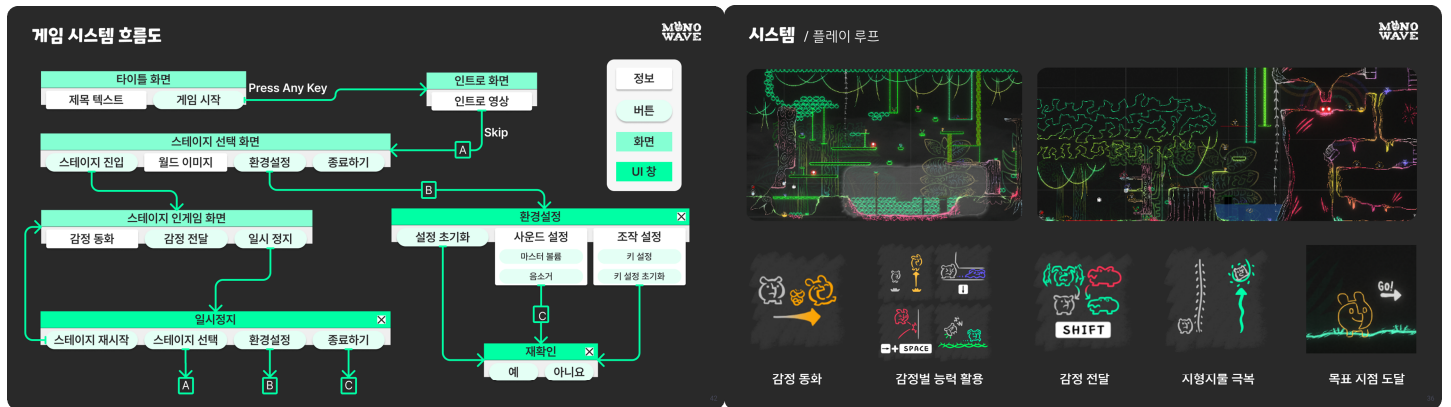 게임 시스템 흐름도
MONO
WAVE
타이틀 화면
제목 텍스트
게임 시작
Press Any Key
인트로 화면
인트로 영상
Skip
A
정보
버튼
화면
UI 창
스테이지 선택 화면
스테이지 진입
월드 이미지
환경설정
종료하기
B
스테이지 인게임 화면
감정 동화
감정 전달
일시 정지
환경설정
설정 초기화
사운드 설정
마스터 볼륨
음소거
조작 설정
키 설정
키 설정 초기화
C
일시정지
스테이지 재시작
스테이지 선택
환경설정
종료하기
A
B
C
재확인
예
아니요
42
시스템 / 플레이 루프
MONO
WAVE
→ + SPACE
SHIFT
GO!
감정 동화
감정별 능력 활용
감정 전달
지형지물 극복
목표 지점 도달